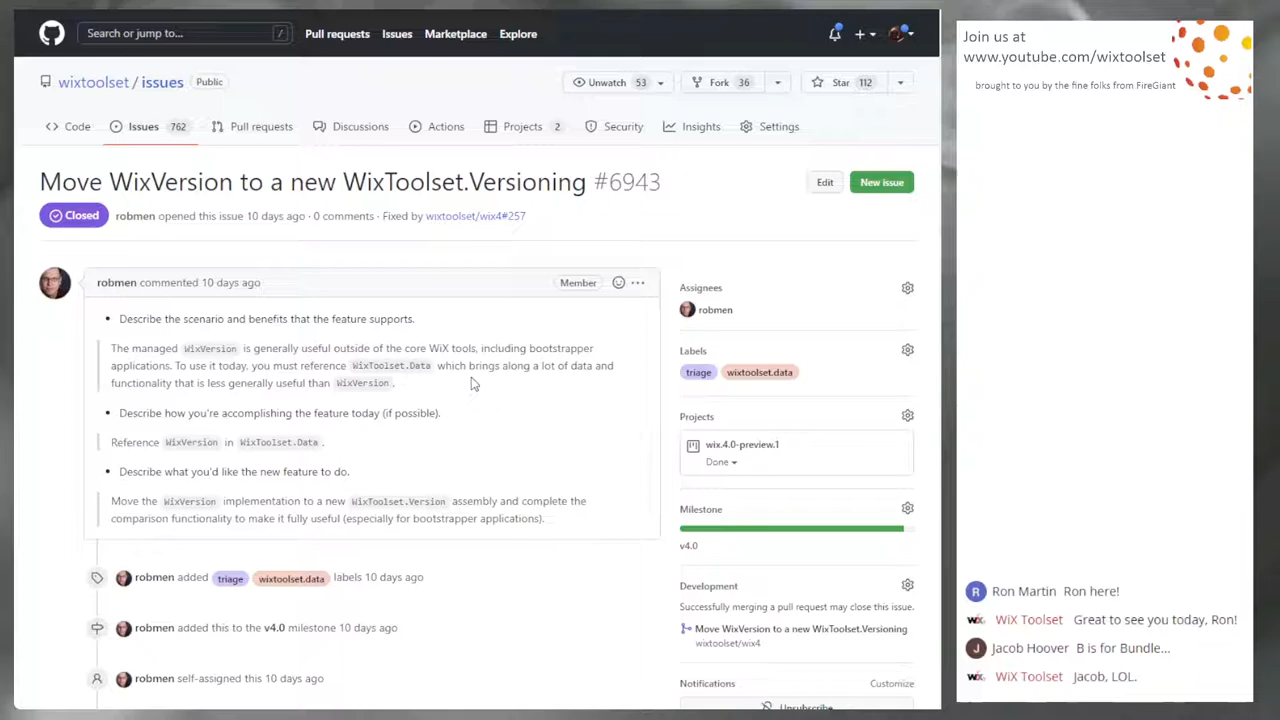 Search or jump to... /
Pull requests Issues Marketplace Explore
wixtoolset / issues Public
Unwatch 53 Fork 36 Star 112
Code Issues 762 Pull requests Discussions Actions Projects 2 Security Insights Settings
Move WixVersion to a new WixToolset.Versioning #6943
Edit New issue
Closed robmen opened this issue 10 days ago · 0 comments · Fixed by wixtoolset/wix4#257
robmen commented 10 days ago Member
• Describe the scenario and benefits that the feature supports.
The managed WixVersion is generally useful outside of the core WiX tools, including bootstrapper
applications. To use it today, you must reference WixToolset.Data which brings along a lot of data and
functionality that is less generally useful than WixVersion.
• Describe how you're accomplishing the feature today (if possible).
Reference WixVersion in WixToolset.Data.
• Describe what you'd like the new feature to do.
Move the WixVersion implementation to a new WixToolset.Version assembly and complete the
comparison functionality to make it fully useful (especially for bootstrapper applications).
robmen added triage wixtoolset.data labels 10 days ago
robmen added this to the v4.0 milestone 10 days ago
robmen self-assigned this 10 days ago
Assignees
robmen
Labels
triage wixtoolset.data
Projects
wix.4.0-preview.1
Done
Milestone
v4.0
Development
Successfully merging a pull request may close this issue.
Move WixVersion to a new WixToolset.Versioning
wixtoolset/wix4
Notifications Customize
Unsubscribe
Join us at
www.youtube.com/wixtoolset
brought to you by the fine folks from FireGiant
R Ron Martin Ron here!
WiX WiX Toolset Great to see you today, Ron!
J Jacob Hoover B is for Bundle...
WiX WiX Toolset Jacob, LOL.